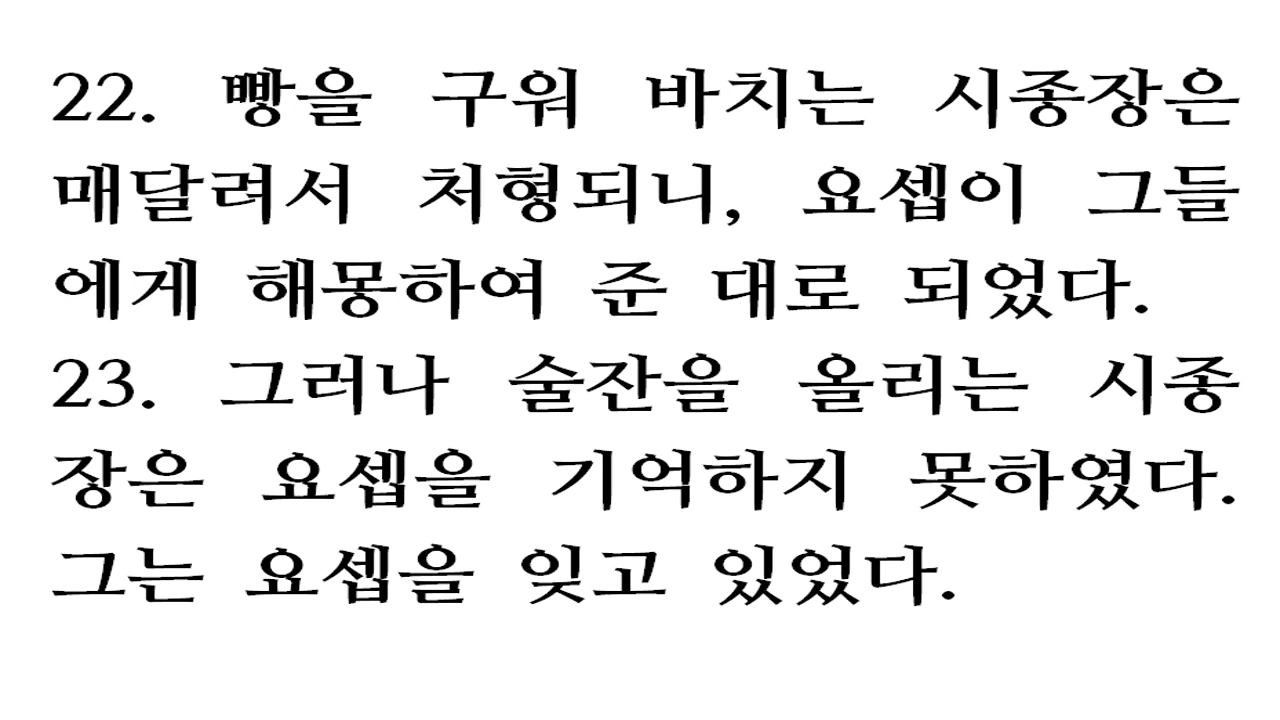 22. 빵을 구워 바치는 시종장은
매달려서 처형되니, 요셉이 그들
에게 해몽하여 준 대로 되었다.
23. 그러나 술잔을 올리는 시종
장은 요셉을 기억하지 못하였다.
그는 요셉을 잊고 있었다.